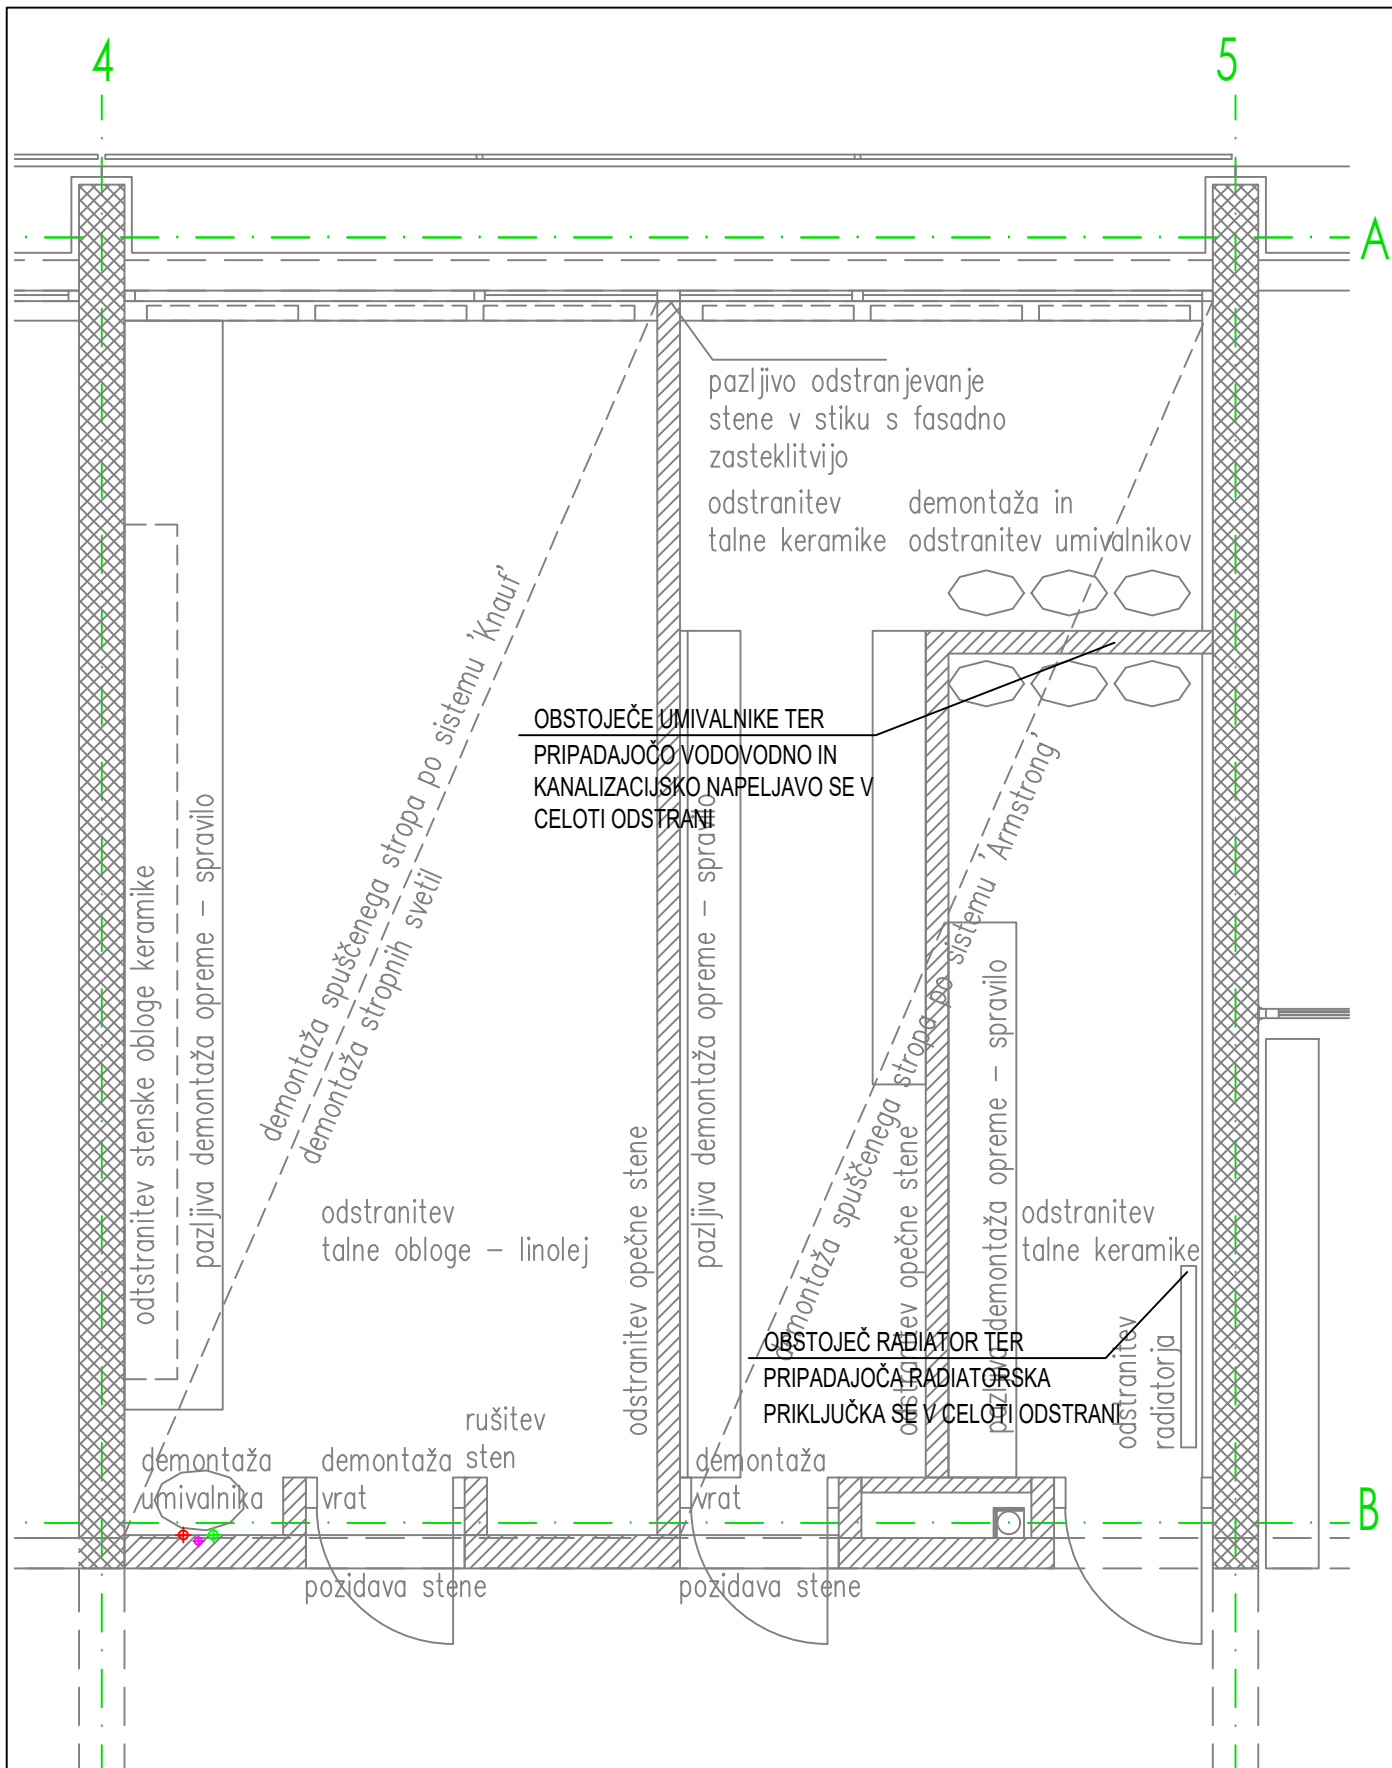 4
5
A
pazljivo odstranjevanje
stene v stiku s fasadno
zasteklitvijo
odstranitev
talne keramike
demontaža in
odstranitev umivalnikov
demontaža spuščenega stropa po sistemu 'Knauf'
demontaža stropnih svetil
OBSTOJEČE UMIVALNIKE TER
PRIPADAJOČO VODOVODNO IN
KANALIZACIJSKO NAPELJAVO SE V
CELOTI ODSTRANI
odtstranitev stenske obloge keramike
pazljiva demontaža opreme – spravilo
pazljiva demontaža opreme – spravilo
demontaža spuščenega stropa po sistemu 'Armstrong'
odstranitev opečne stene
odstranitev opečne stene
pazljiva demontaža opreme – spravilo
odstranitev
talne obloge – linolej
odstranitev
talne keramike
OBSTOJEČ RADIATOR TER
PRIPADAJOČA RADIATORSKA
PRIKLJUČKA SE V CELOTI ODSTRANI
odstranitev
radiatorja
rušitev
sten
demontaža
umivalnika
demontaža
vrat
demontaža
vrat
B
pozidava stene
pozidava stene